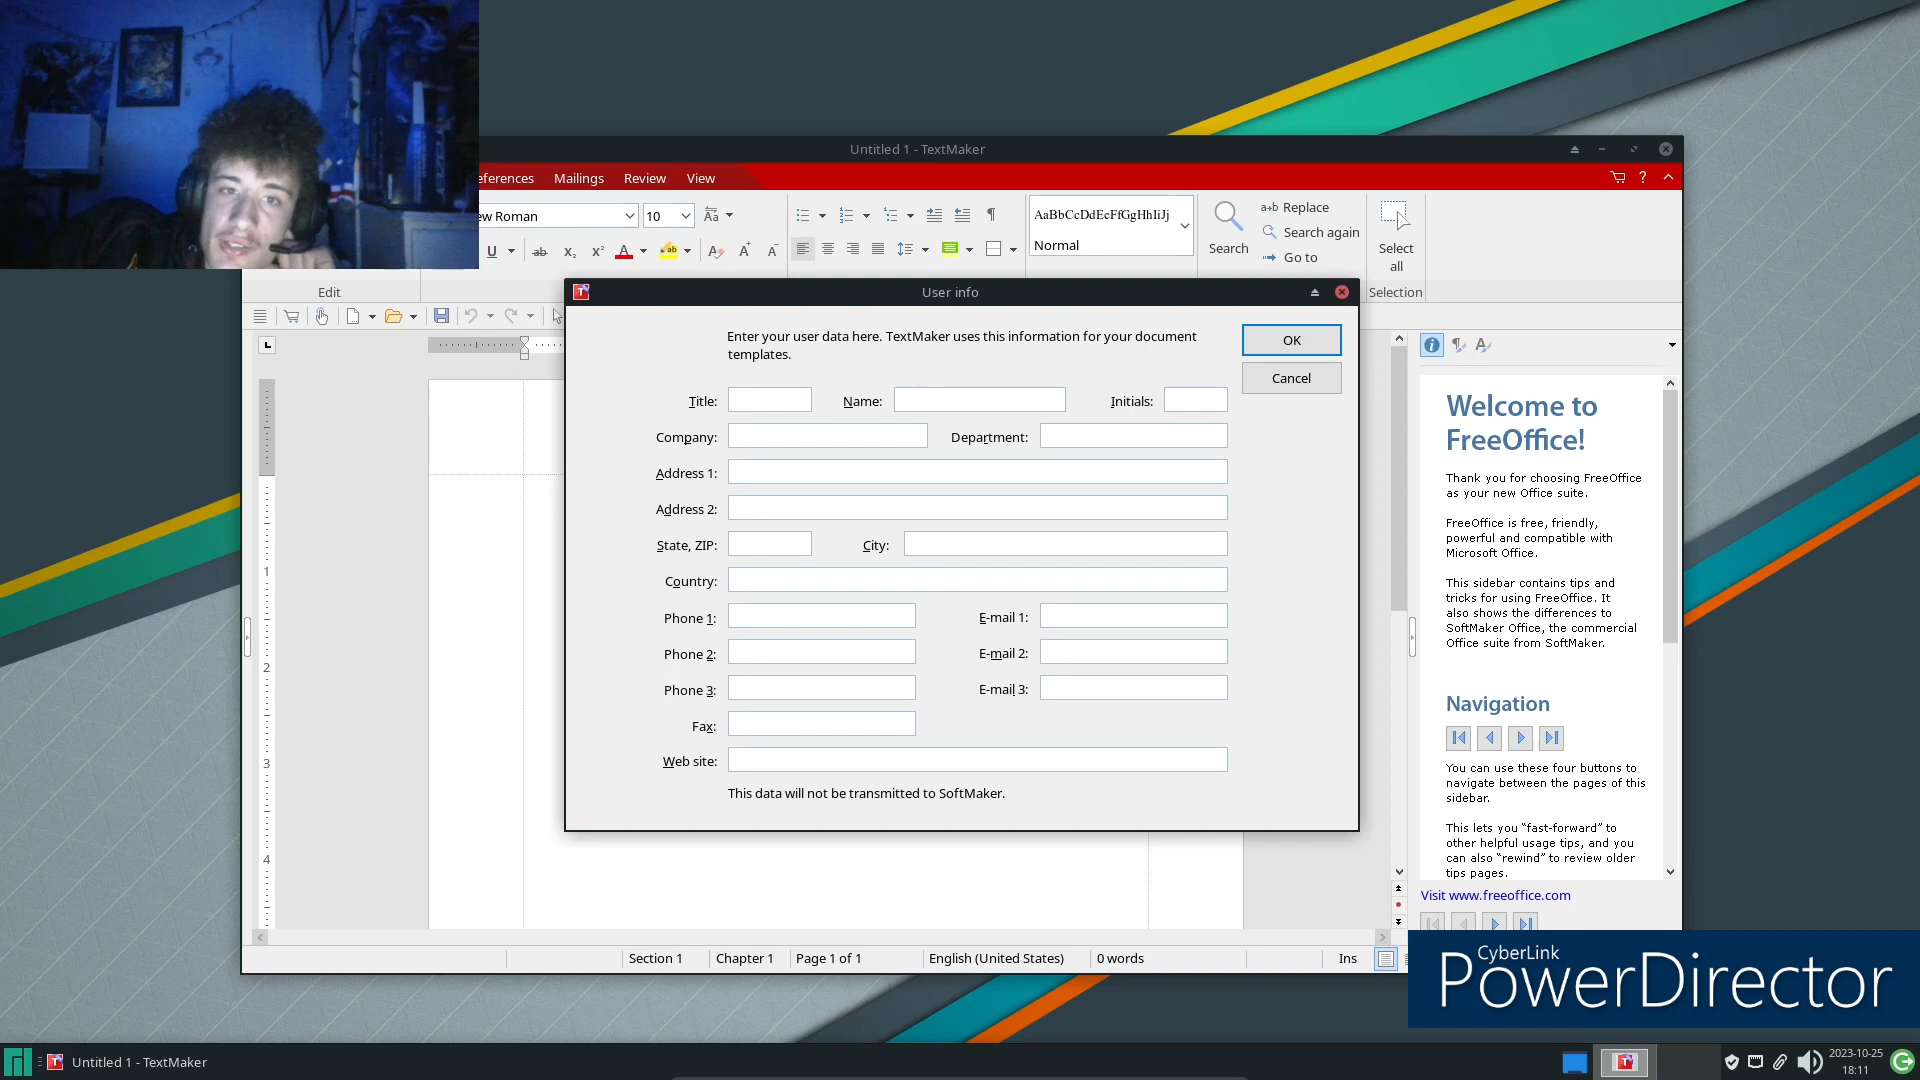 Untitled 1 - TextMaker
eferences Mailings Review View
ew Roman
10
AaBbCcDdEeFfGgHhIiJj
Normal
Search
Replace
Search again
Go to
Select
all
Edit
Selection
User info
Enter your user data here. TextMaker uses this information for your document
templates.
OK
Cancel
Title:
Name:
Initials:
Company:
Department:
Address 1:
Address 2:
State, ZIP:
City:
Country:
Phone 1:
E-mail 1:
Phone 2:
E-mail 2:
Phone 3:
E-mail 3:
Fax:
Web site:
This data will not be transmitted to SoftMaker.
1
2
3
4
Welcome to
FreeOffice!
Thank you for choosing FreeOffice
as your new Office suite.
FreeOffice is free, friendly,
powerful and compatible with
Microsoft Office.
This sidebar contains tips and
tricks for using FreeOffice. It
also shows the differences to
SoftMaker Office, the commercial
Office suite from SoftMaker.
Navigation
You can use these four buttons to
navigate between the pages of this
sidebar.
This lets you “fast-forward” to
other helpful usage tips, and you
can also “rewind” to review older
tips pages.
Visit www.freeoffice.com
Section 1 Chapter 1 Page 1 of 1 English (United States) 0 words Ins
CyberLink
PowerDirector
Untitled 1 - TextMaker
2023-10-25
18:11